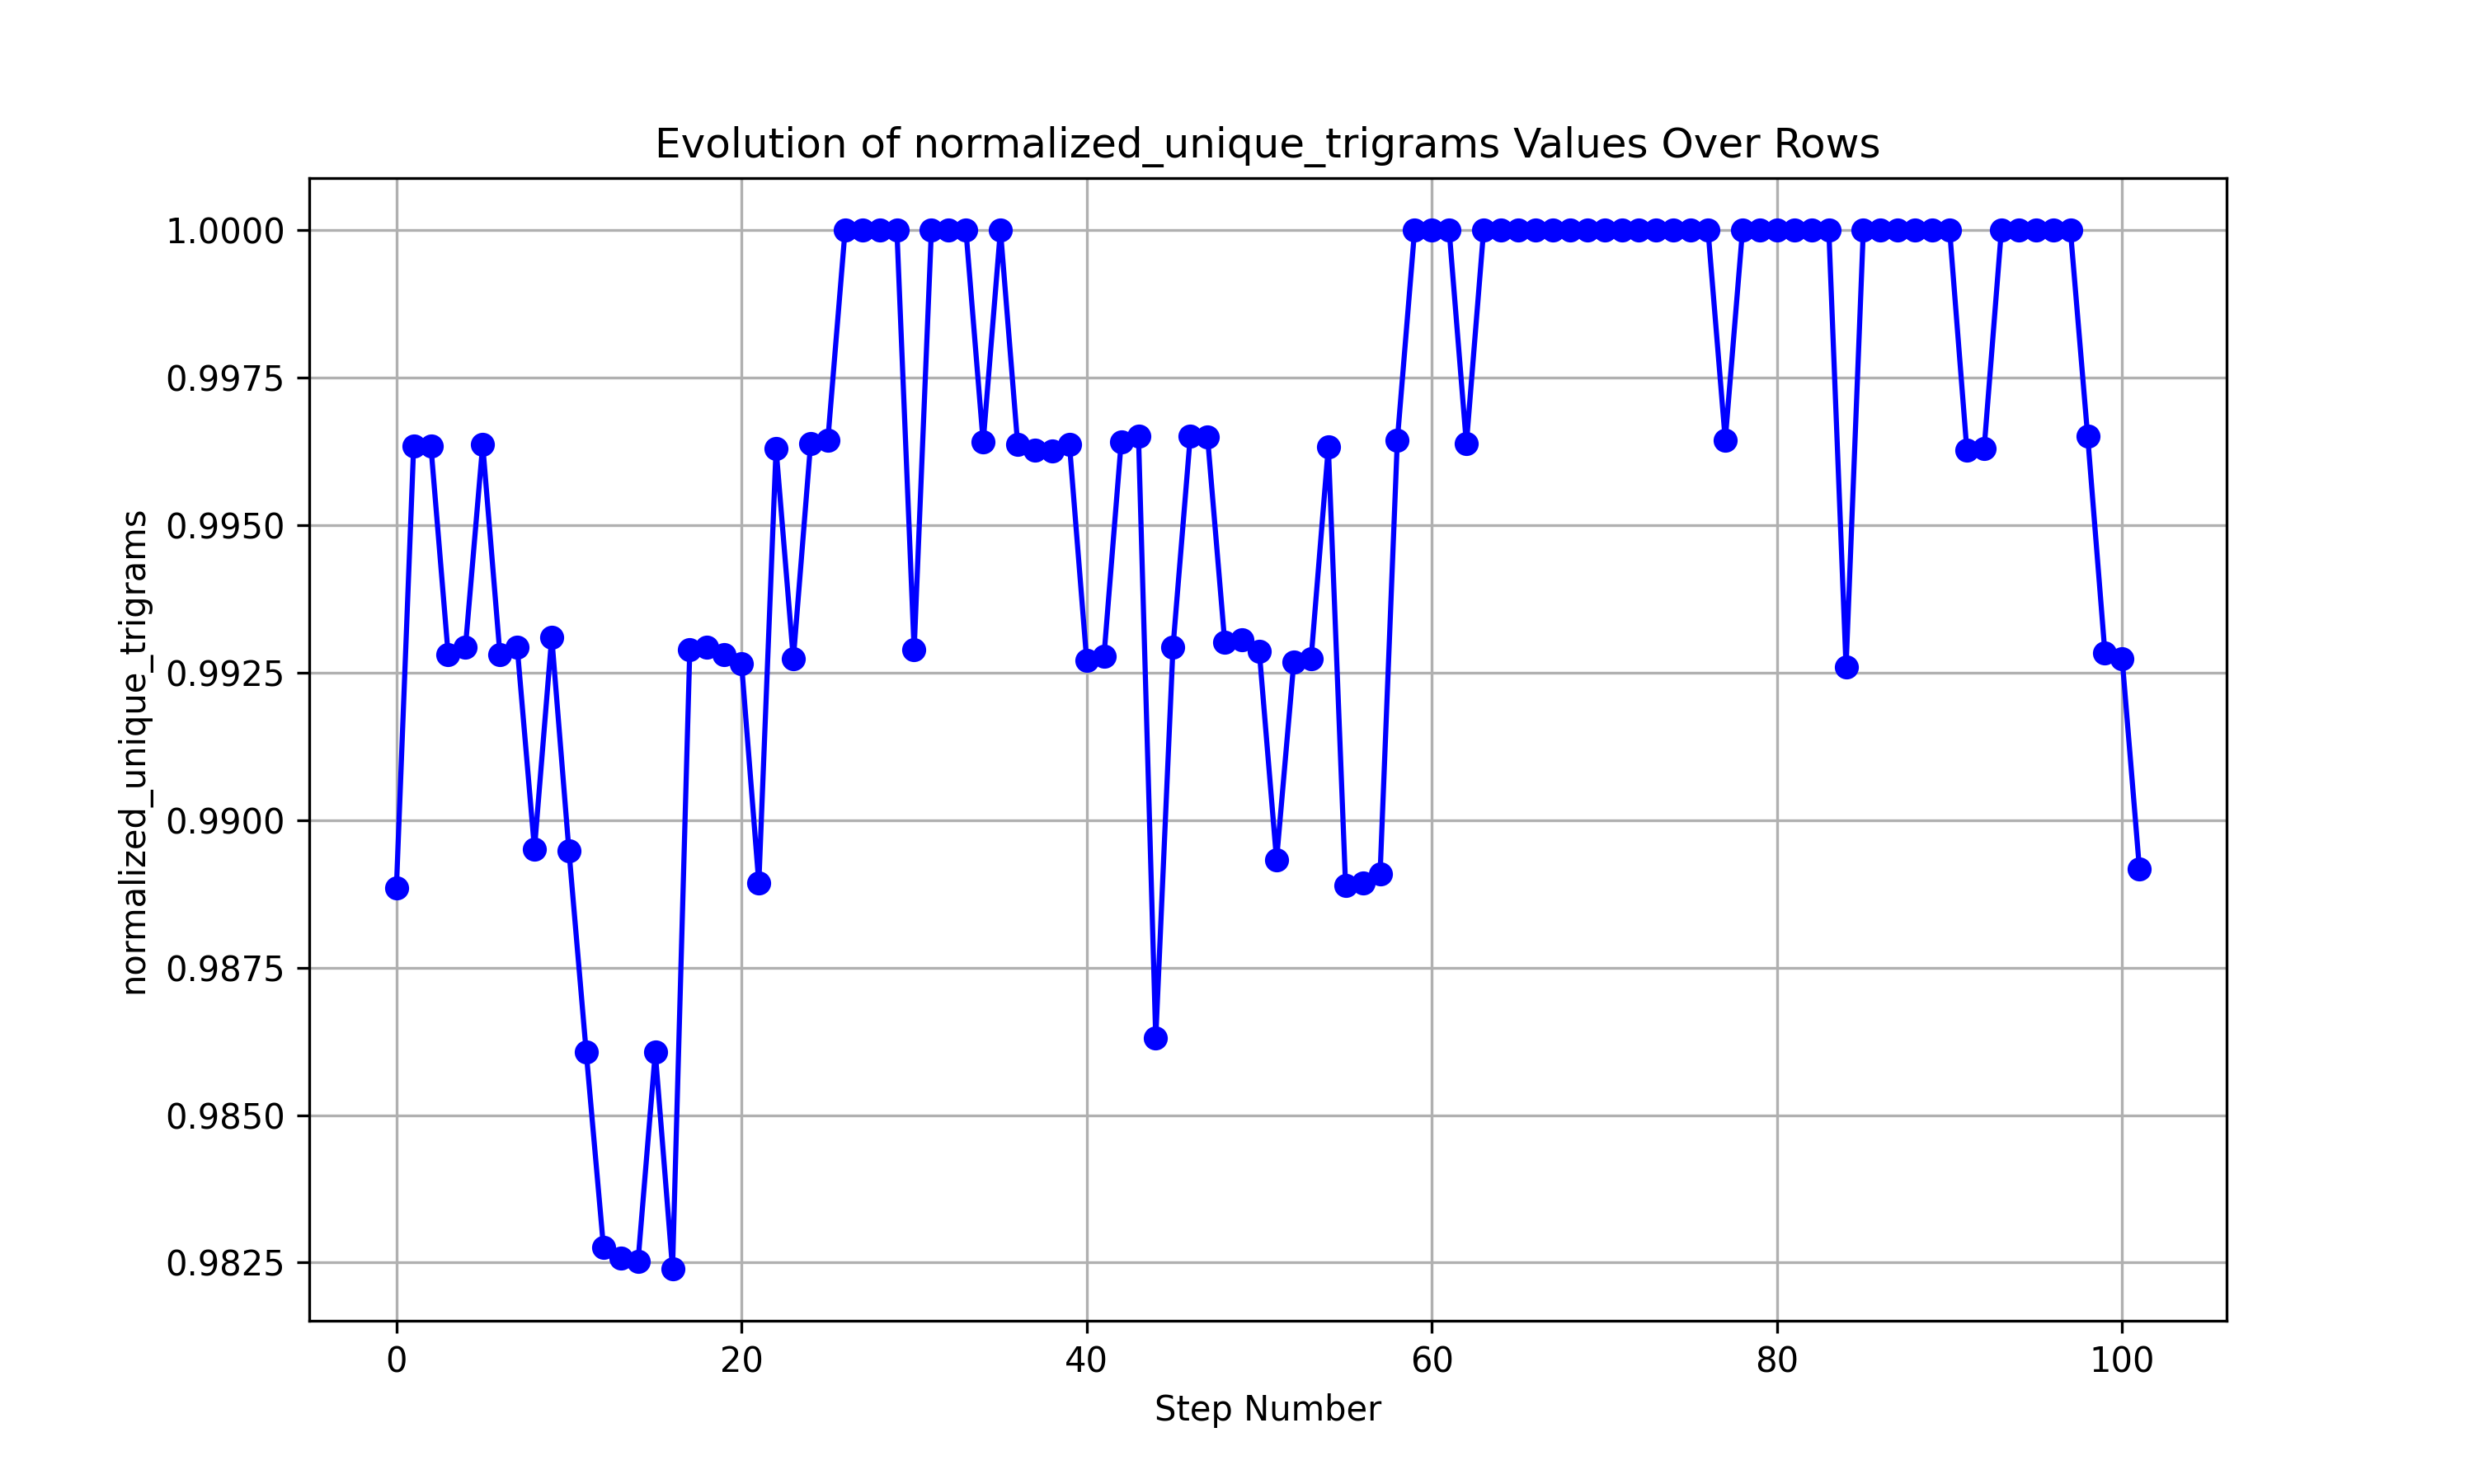 Evolution of normalized_unique_trigrams Values Over Rows
1.0000
0.9975
0.9950
0.9925
0.9900
0.9875
0.9850
0.9825
normalized_unique_trigrams
0 20 40 60 80 100
Step Number